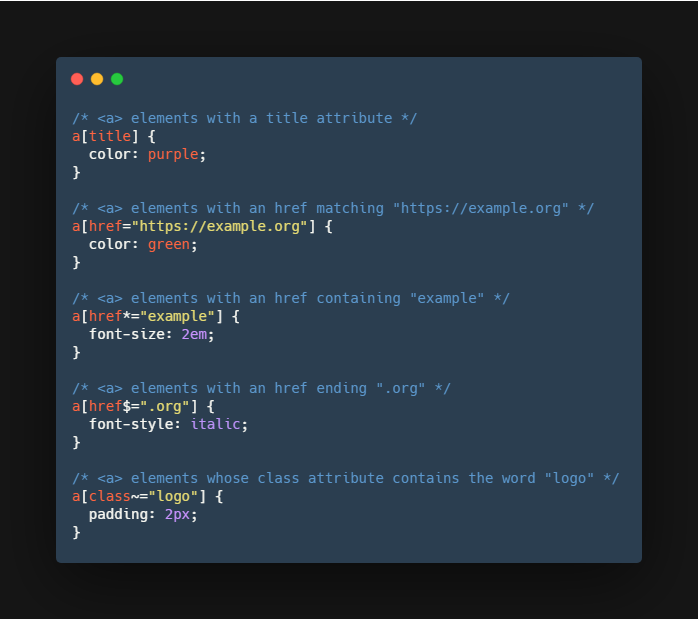 /* <a> elements with a title attribute */
a[title] {
  color: purple;
}

/* <a> elements with an href matching "https://example.org" */
a[href="https://example.org"] {
  color: green;
}

/* <a> elements with an href containing "example" */
a[href*="example"] {
  font-size: 2em;
}

/* <a> elements with an href ending ".org" */
a[href$=".org"] {
  font-style: italic;
}

/* <a> elements whose class attribute contains the word "logo" */
a[class~="logo"] {
  padding: 2px;
}